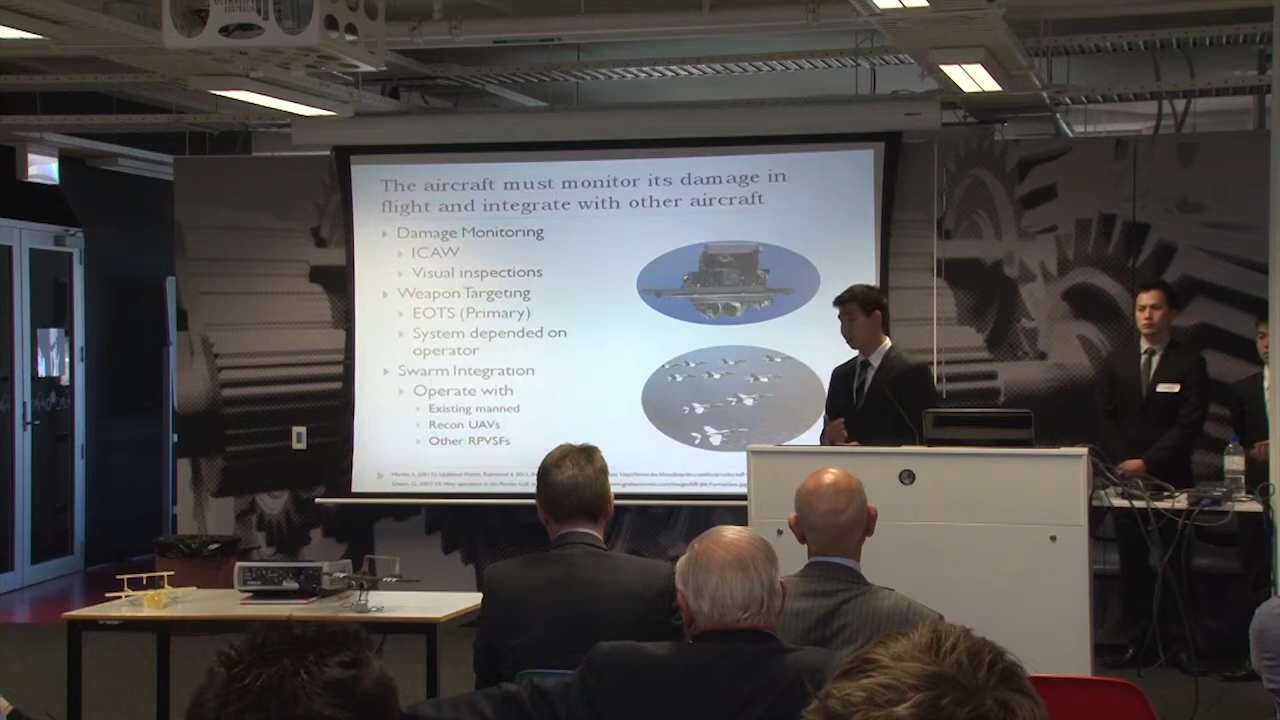 The aircraft must monitor its damage in
flight and integrate with other aircraft
Damage Monitoring
ICAW
Visual inspections
Weapon Targeting
EOTS (Primary)
System depended on
operator
Swarm Integration
Operate with
Existing manned
Recon UAVs
Other RPVSFs